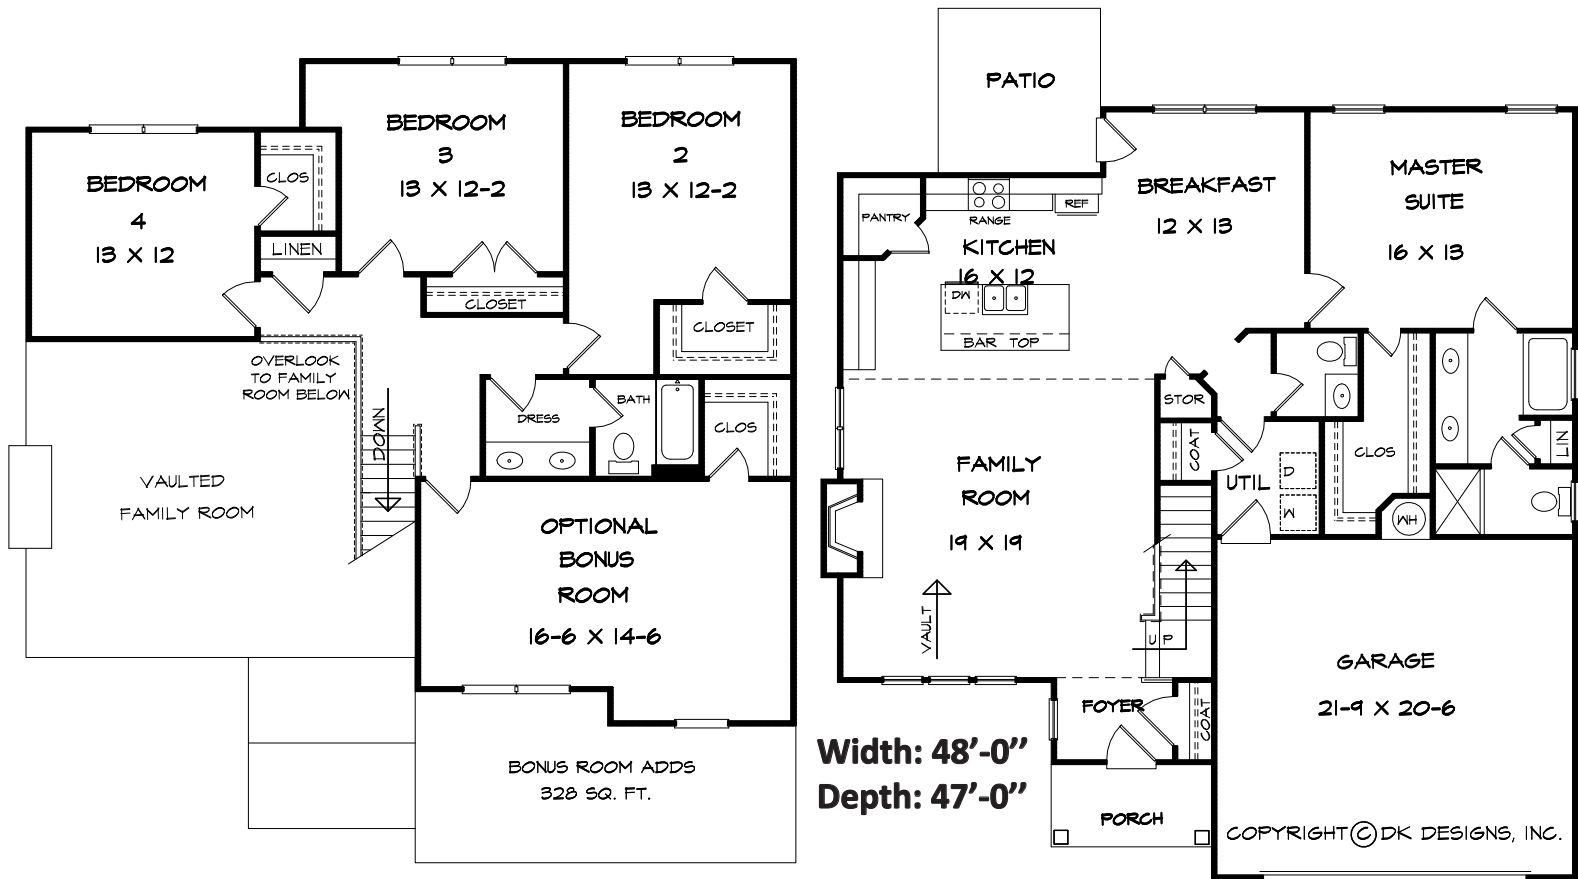 BEDROOM
4
13 X 12
CLOS
LINEN
BEDROOM
3
13 X 12-2
CLOSET
BEDROOM
2
13 X 12-2
CLOSET
OVERLOOK
TO FAMILY
ROOM BELOW
DOWN
DRESS
BATH
CLOS
VAULTED
FAMILY ROOM
OPTIONAL
BONUS
ROOM
16-6 X 14-6
BONUS ROOM ADDS
328 SQ. FT.
PATIO
PANTRY
RANGE
REF
KITCHEN
16 X 12
DW
BAR TOP
BREAKFAST
12 X 13
MASTER
SUITE
16 X 13
STOR
COAT
UTIL
D
W
CLOS
LIN
WH
FAMILY
ROOM
19 X 19
VAULT
UP
FOYER
COAT
PORCH
GARAGE
21-9 X 20-6
Width: 48’-0’’
Depth: 47’-0’’
COPYRIGHT © DK DESIGNS, INC.